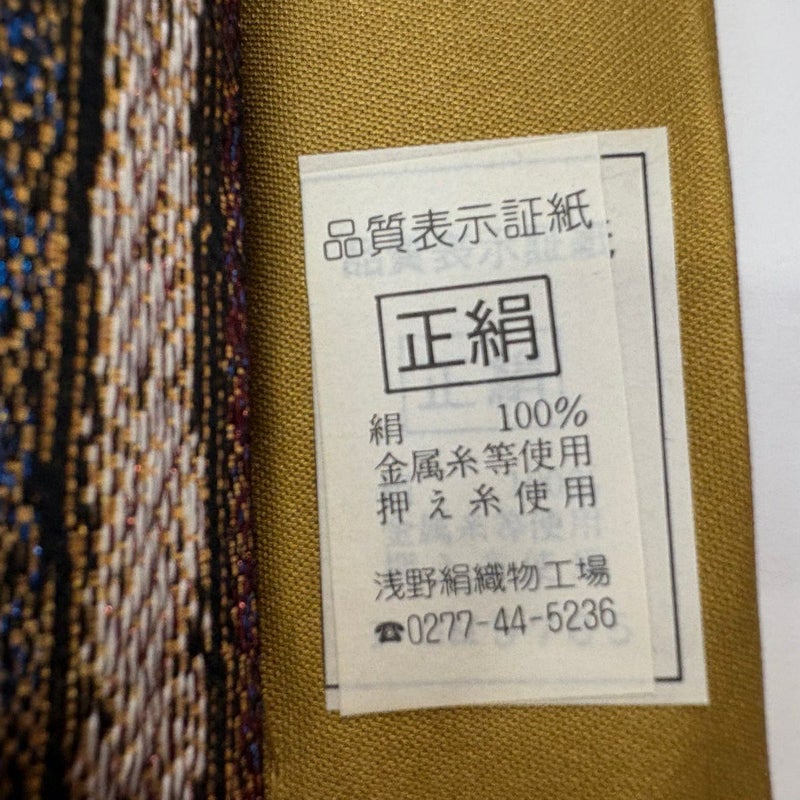 品質表示証紙
正絹
絹 100%
金属糸等使用
押え糸使用
浅野絹織物工場
☎0277-44-5236